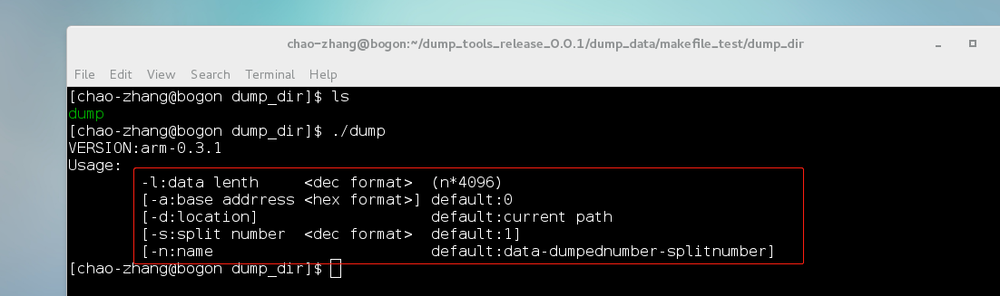 chao-zhang@bogon:~/dump_tools_release_0.0.1/dump_data/makefile_test/dump_dir
File Edit View Search Terminal Help
[chao-zhang@bogon dump_dir]$ ls
dump
[chao-zhang@bogon dump_dir]$ ./dump
VERSION:arm-0.3.1
Usage:
-l:data lenth <dec format> (n*4096)
[-a:base addrress <hex format>] default:0
[-d:location] default:current path
[-s:split number <dec format> default:1]
[-n:name default:data-dumpednumber-splitnumber]
[chao-zhang@bogon dump_dir]$